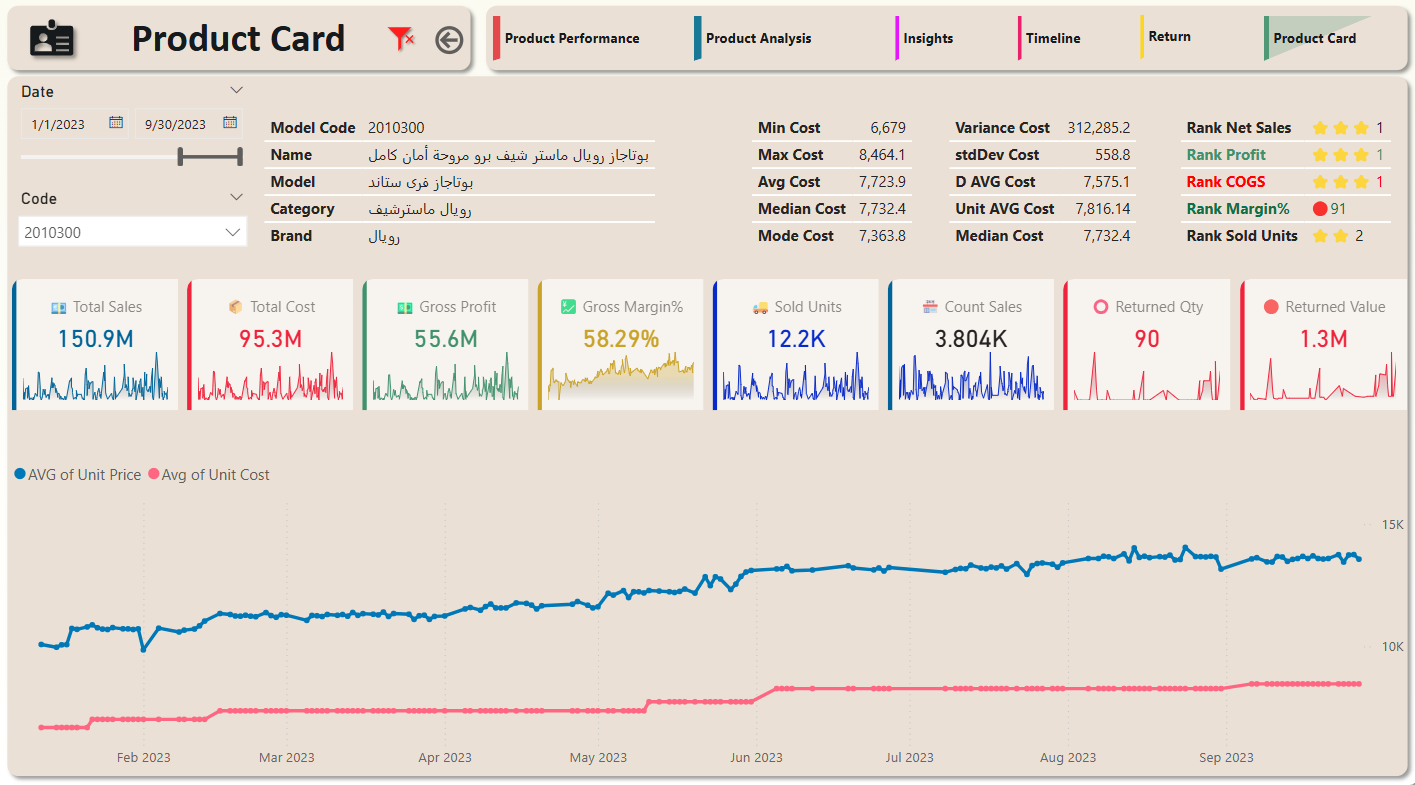 Product Card
Product Performance
Product Analysis
Insights
Timeline
Return
Product Card
Date
1/1/2023
9/30/2023
Code
2010300
Model Code 2010300
Name بوتاجاز رويال ماستر شيف برو مروحة أمان كامل
Model بوتاجاز فرى ستاند
Category رويال ماسترشيف
Brand رويال
Min Cost 6,679
Max Cost 8,464.1
Avg Cost 7,723.9
Median Cost 7,732.4
Mode Cost 7,363.8
Variance Cost 312,285.2
stdDev Cost 558.8
D AVG Cost 7,575.1
Unit AVG Cost 7,816.14
Median Cost 7,732.4
Rank Net Sales 1
Rank Profit 1
Rank COGS 1
Rank Margin% 91
Rank Sold Units 2
Total Sales
150.9M
Total Cost
95.3M
Gross Profit
55.6M
Gross Margin%
58.29%
Sold Units
12.2K
Count Sales
3.804K
Returned Qty
90
Returned Value
1.3M
AVG of Unit Price Avg of Unit Cost
15K
10K
Feb 2023 Mar 2023 Apr 2023 May 2023 Jun 2023 Jul 2023 Aug 2023 Sep 2023